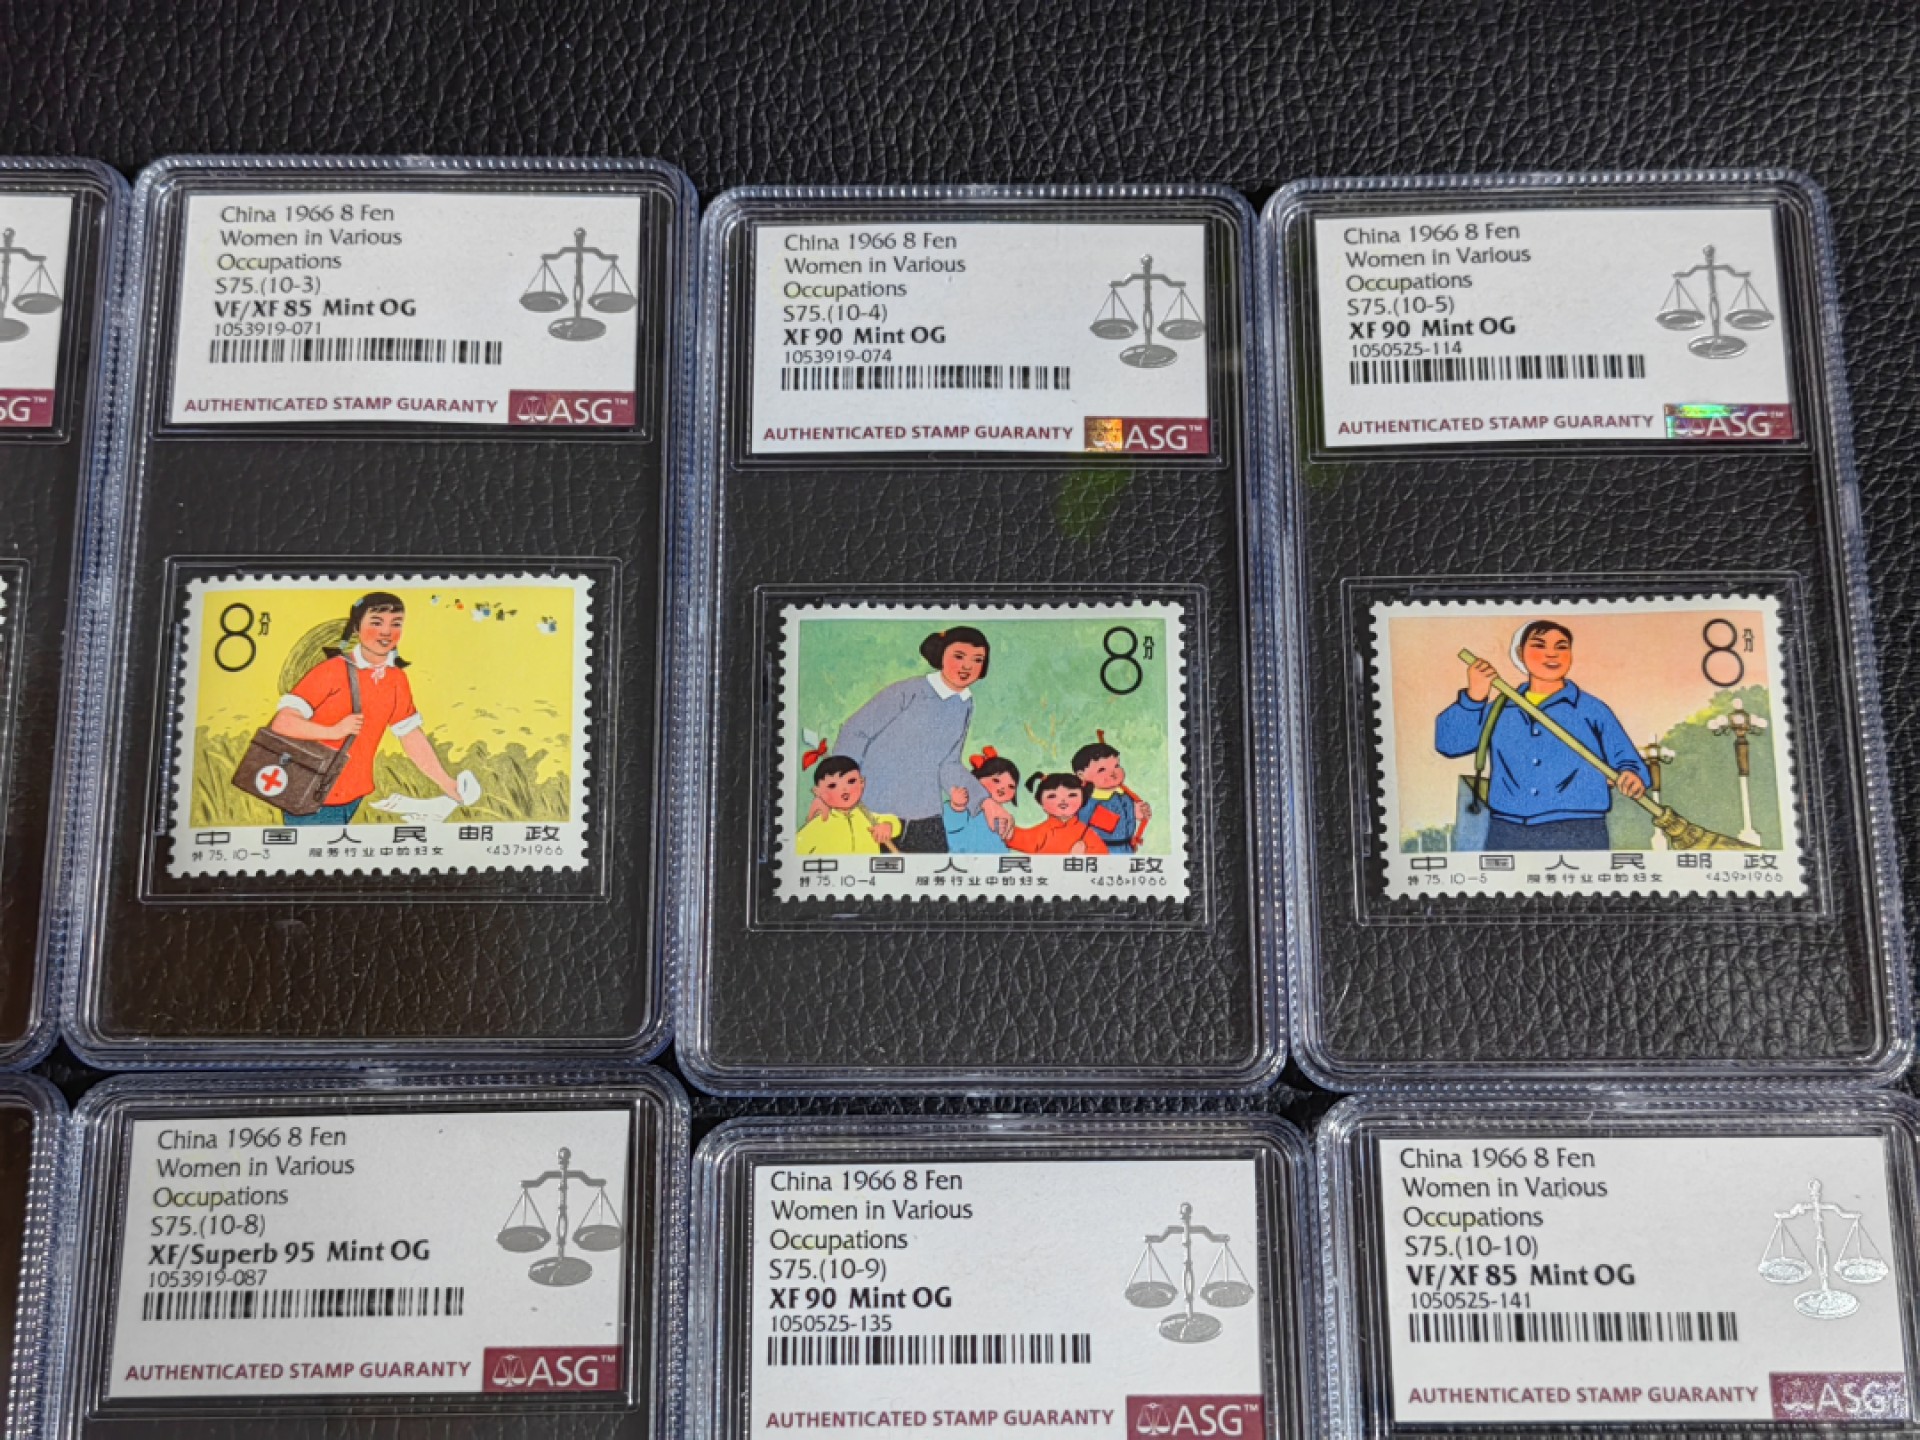 SG™
China 1966 8 Fen
Women in Various
Occupations
S75.(10-3)
VF/XF 85 Mint OG
1053919-071
AUTHENTICATED STAMP GUARANTY
ASG™
China 1966 8 Fen
Women in Various
Occupations
S75.(10-4)
XF 90 Mint OG
1053919-074
AUTHENTICATED STAMP GUARANTY
ASG™
China 1966 8 Fen
Women in Various
Occupations
S75.(10-5)
XF 90 Mint OG
1050525-114
AUTHENTICATED STAMP GUARANTY
ASG™
8分
中国人民邮政
特75.10-3 服务行业中的妇女 <437>1966
8分
中国人民邮政
特75.10-4 服务行业中的妇女 <438>1966
8分
中国人民邮政
特75.10-5 服务行业中的妇女 <439>1966
China 1966 8 Fen
Women in Various
Occupations
S75.(10-8)
XF/Superb 95 Mint OG
1053919-087
AUTHENTICATED STAMP GUARANTY
ASG™
China 1966 8 Fen
Women in Various
Occupations
S75.(10-9)
XF 90 Mint OG
1050525-135
AUTHENTICATED STAMP GUARANTY
ASG™
China 1966 8 Fen
Women in Various
Occupations
S75.(10-10)
VF/XF 85 Mint OG
1050525-141
AUTHENTICATED STAMP GUARANTY
ASG